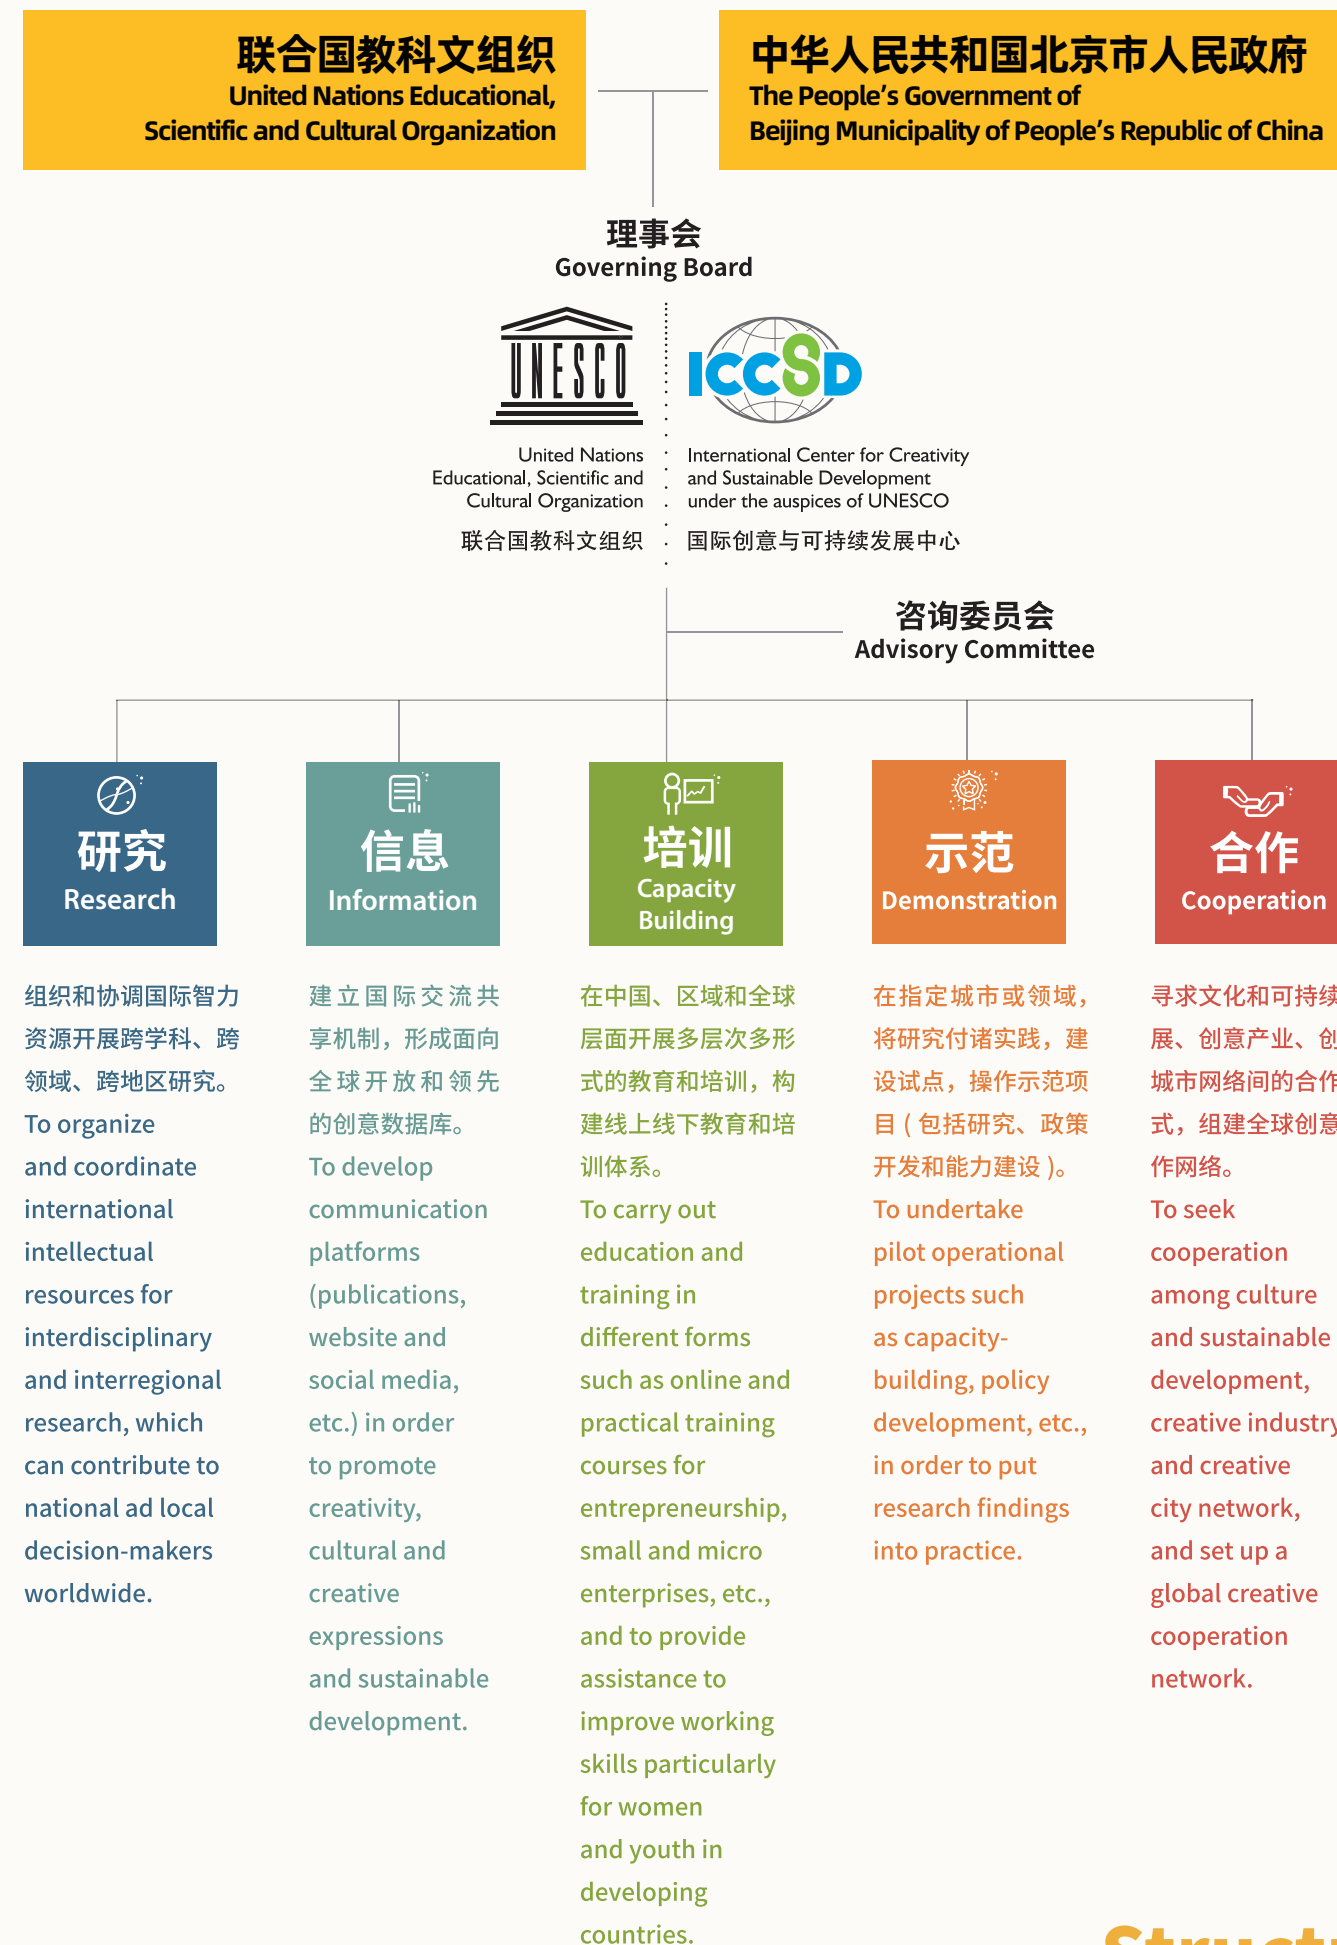 联合国教科文组织
United Nations Educational,
Scientific and Cultural Organization
中华人民共和国北京市人民政府
The People's Government of
Beijing Municipality of People's Republic of China
理事会
Governing Board
UNESCO
United Nations
Educational, Scientific and
Cultural Organization
联合国教科文组织
ICCSD
International Center for Creativity
and Sustainable Development
under the auspices of UNESCO
国际创意与可持续发展中心
咨询委员会
Advisory Committee
研究
Research
组织和协调国际智力
资源开展跨学科、跨
领域、跨地区研究。
To organize
and coordinate
international
intellectual
resources for
interdisciplinary
and interregional
research, which
can contribute to
national ad local
decision-makers
worldwide.
信息
Information
建立国际交流共
享机制，形成面向
全球开放和领先
的创意数据库。
To develop
communication
platforms
(publications,
website and
social media,
etc.) in order
to promote
creativity,
cultural and
creative
expressions
and sustainable
development.
培训
Capacity
Building
在中国、区域和全球
层面开展多层次多形
式的教育和培训，构
建线上线下教育和培
训体系。
To carry out
education and
training in
different forms
such as online and
practical training
courses for
entrepreneurship,
small and micro
enterprises, etc.,
and to provide
assistance to
improve working
skills particularly
for women
and youth in
developing
countries.
示范
Demonstration
在指定城市或领域，
将研究付诸实践，建
设试点，操作示范项
目 ( 包括研究、政策
开发和能力建设 )。
To undertake
pilot operational
projects such
as capacity-
building, policy
development, etc.,
in order to put
research findings
into practice.
合作
Cooperation
寻求文化和可持续
展、创意产业、创
城市网络间的合作
式，组建全球创意
作网络。
To seek
cooperation
among culture
and sustainable
development,
creative industry
and creative
city network,
and set up a
global creative
cooperation
network.